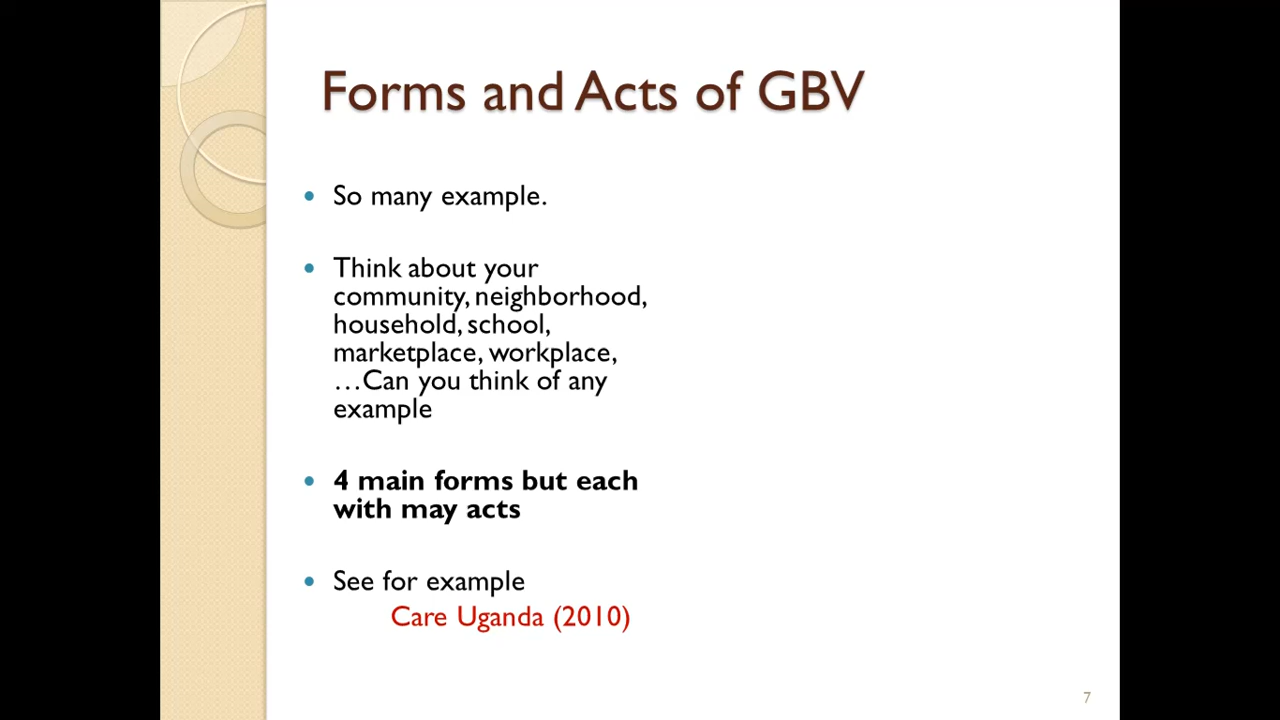 Forms and Acts of GBV
So many example.
Think about your
community, neighborhood,
household, school,
marketplace, workplace,
…Can you think of any
example
4 main forms but each
with may acts
See for example
Care Uganda (2010)
7